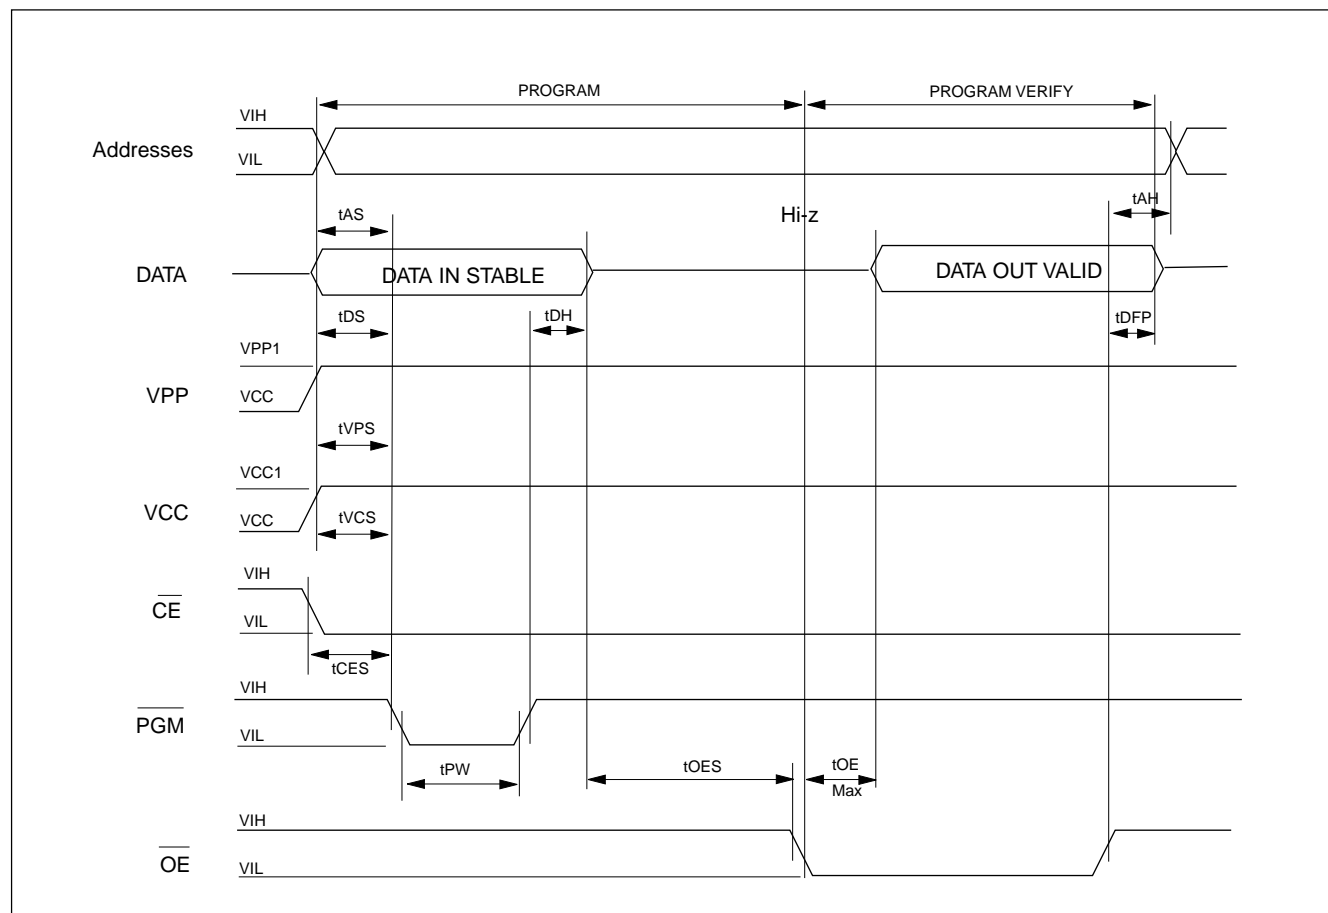 PROGRAM PROGRAM VERIFY
VIH
Addresses
VIL
tAS Hi-z tAH
DATA DATA IN STABLE DATA OUT VALID
tDS tDH tDFP
VPP1
VPP VCC
tVPS
VCC1
VCC VCC tVCS
VIH
CE
VIL
tCES
VIH
PGM
VIL
tPW tOES tOE
Max
VIH
OE
VIL